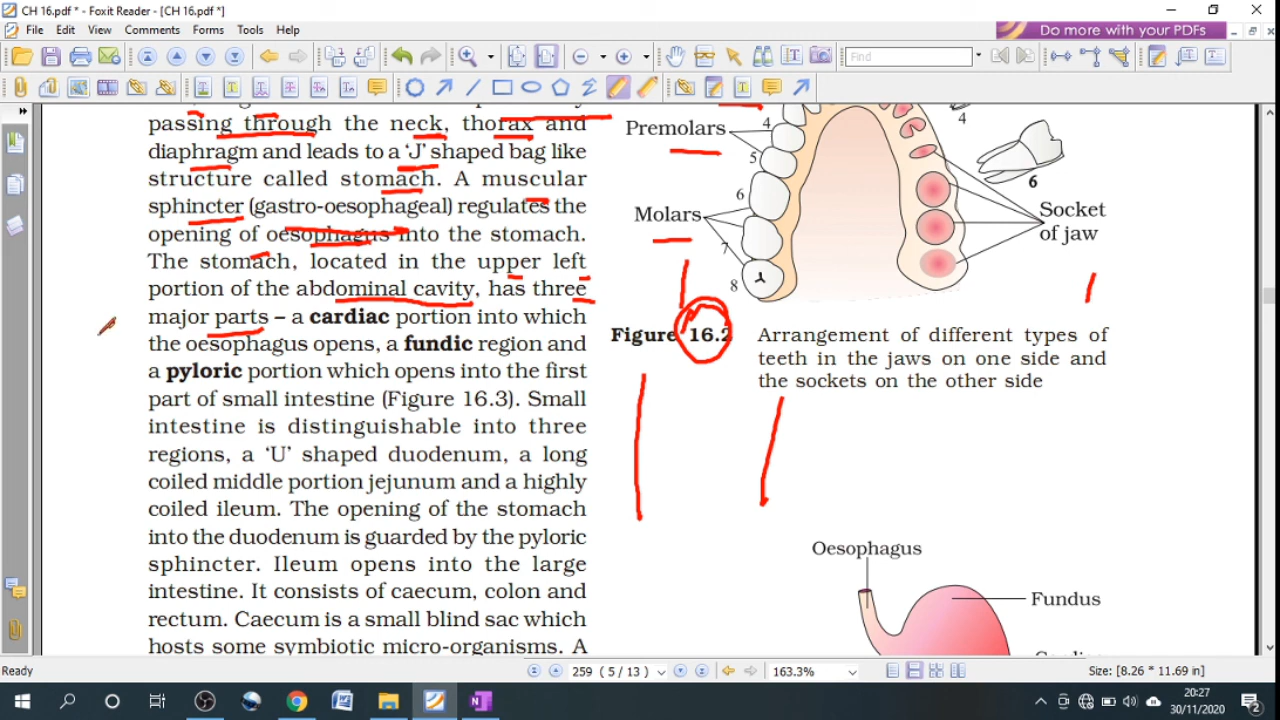 CH 16.pdf * - Foxit Reader - [CH 16.pdf *]
File Edit View Comments Forms Tools Help
Do more with your PDFs
Find
passing through the neck, thorax and
diaphragm and leads to a 'J' shaped bag like
structure called stomach. A muscular
sphincter (gastro-oesophageal) regulates the
opening of oesophagus into the stomach.
The stomach, located in the upper left
portion of the abdominal cavity, has three
major parts – a cardiac portion into which
the oesophagus opens, a fundic region and
a pyloric portion which opens into the first
part of small intestine (Figure 16.3). Small
intestine is distinguishable into three
regions, a 'U' shaped duodenum, a long
coiled middle portion jejunum and a highly
coiled ileum. The opening of the stomach
into the duodenum is guarded by the pyloric
sphincter. Ileum opens into the large
intestine. It consists of caecum, colon and
rectum. Caecum is a small blind sac which
hosts some symbiotic micro-organisms. A
4
4
Premolars
5
6
6
Molars
Socket
of jaw
7
8
Figure 16.2 Arrangement of different types of
teeth in the jaws on one side and
the sockets on the other side
Oesophagus
Fundus
Ready
259 ( 5 / 13 )
163.3%
Size: [8.26 * 11.69 in]
20:27
30/11/2020
2